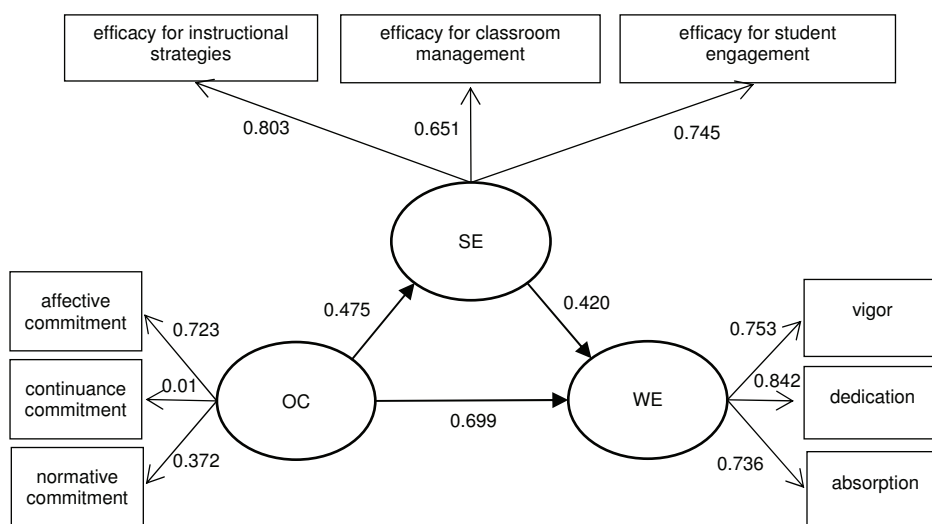 efficacy for instructional
strategies
efficacy for classroom
management
efficacy for student
engagement
0.803
0.651
0.745
SE
affective
commitment
0.475
0.420
vigor
0.723
0.753
continuance
commitment
0.01
OC
WE
0.842
dedication
0.699
0.372
0.736
normative
commitment
absorption